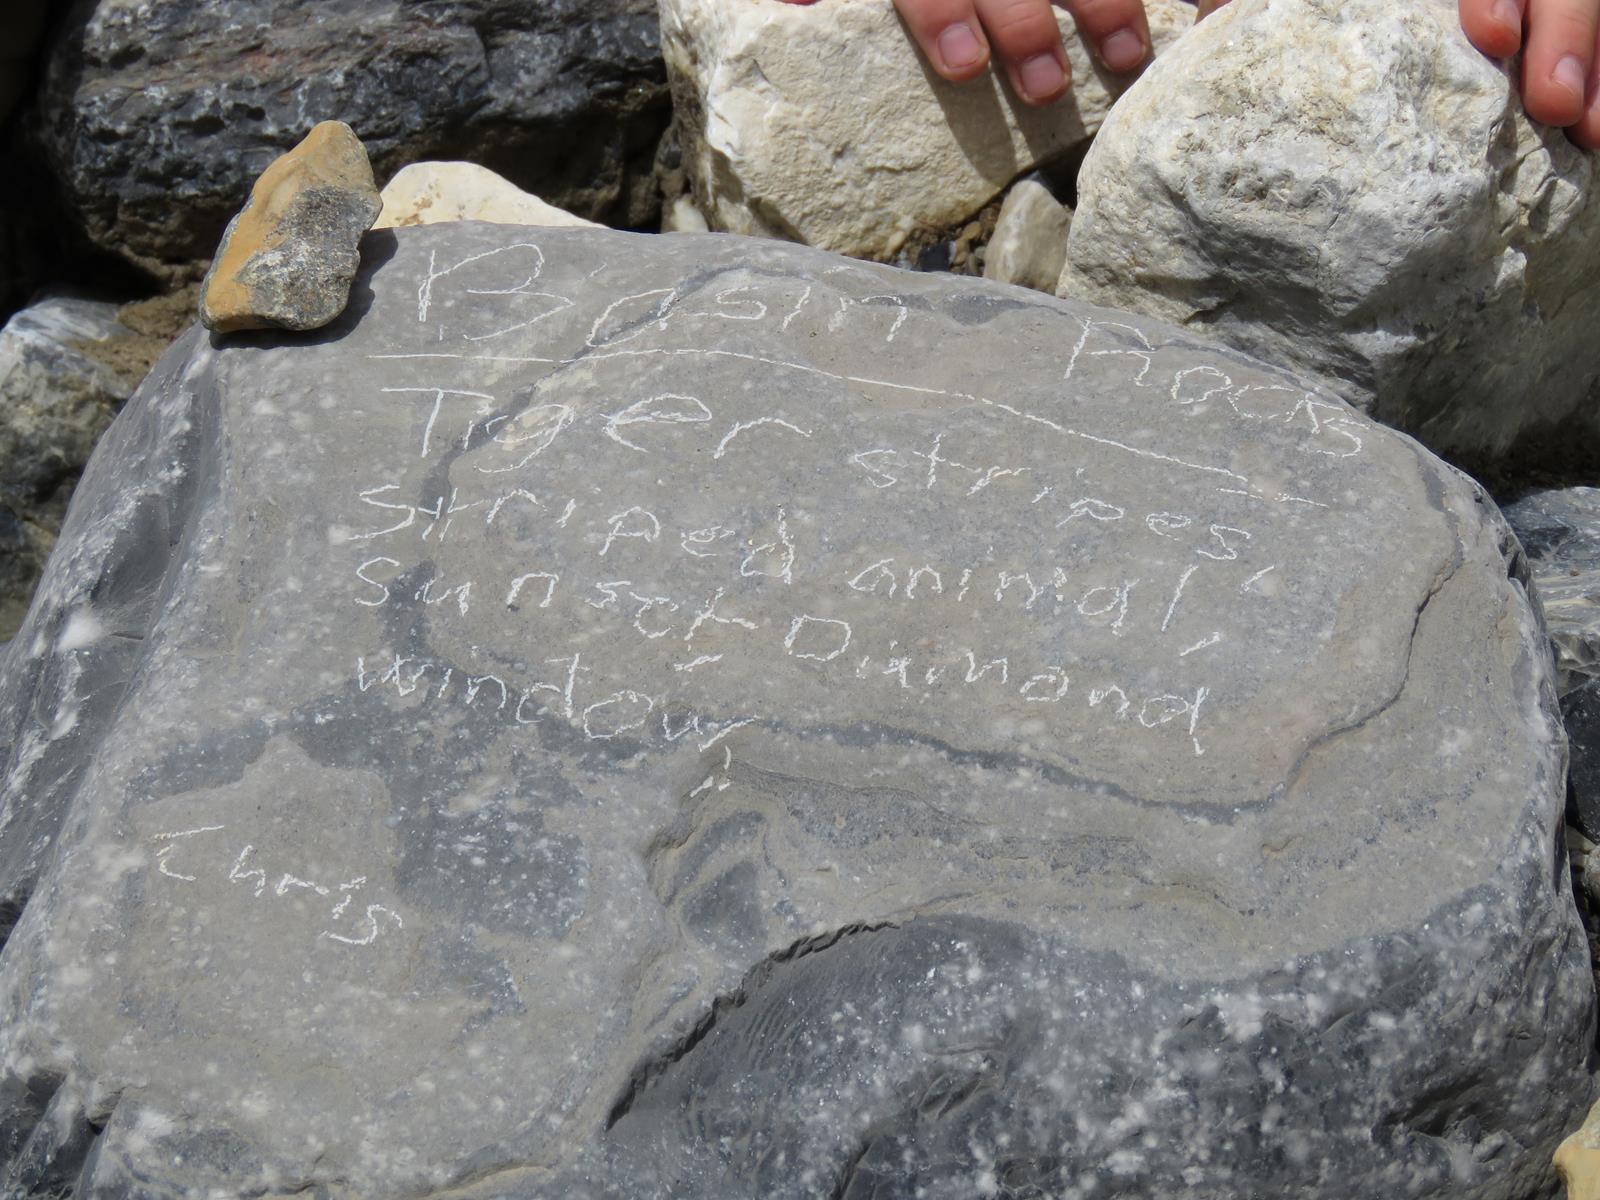 Basin Rocks
Tiger stripes,
striped animal,
sunset - Diamond
window,
Chris